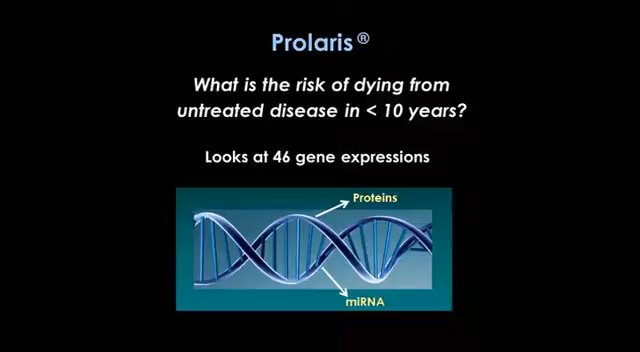 Prolaris®
What is the risk of dying from
untreated disease in < 10 years?
Looks at 46 gene expressions
Proteins
miRNA